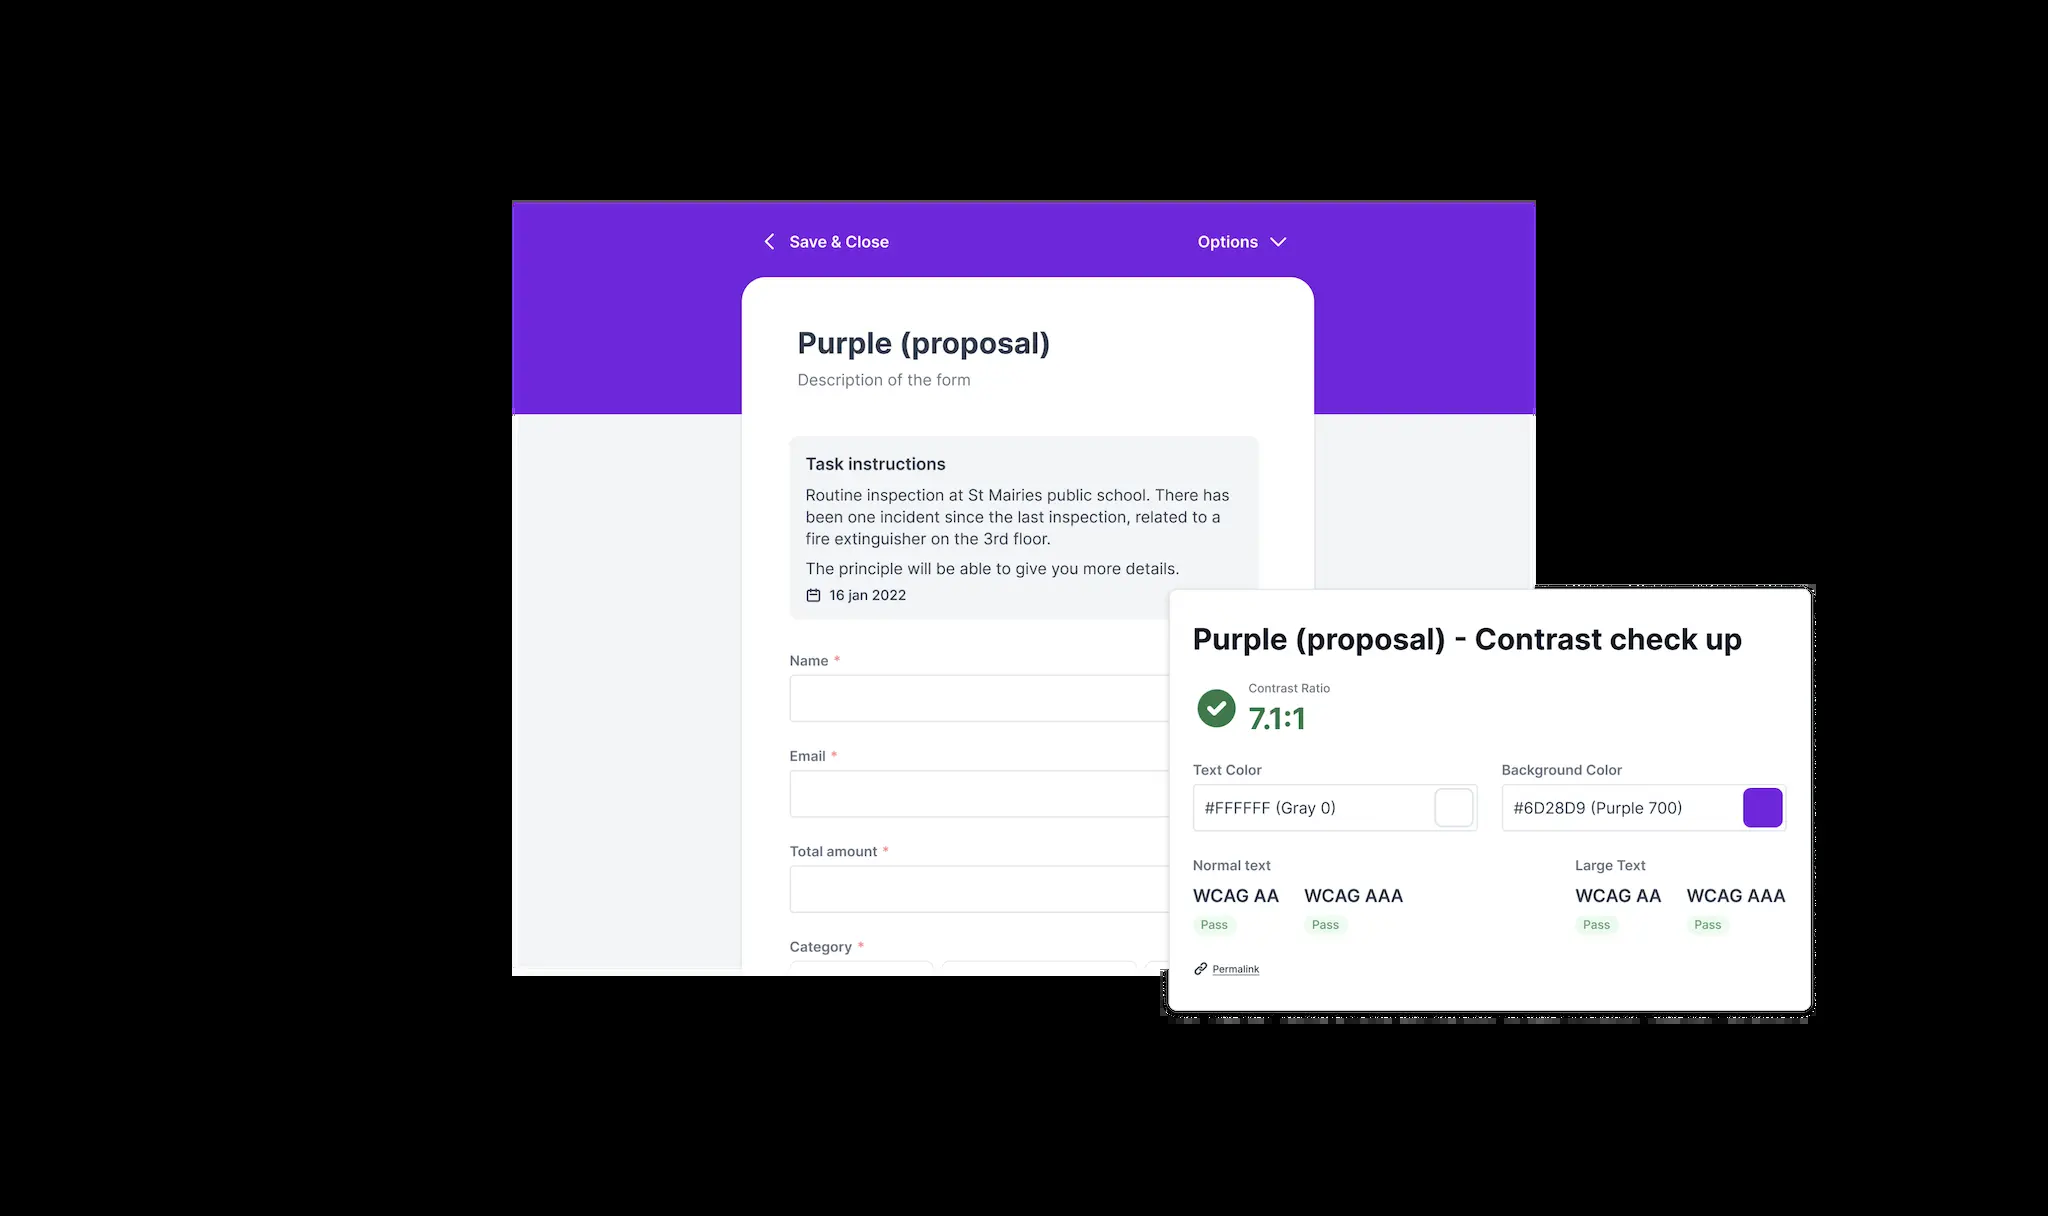 Save & Close
Options
Purple (proposal)
Description of the form
Task instructions
Routine inspection at St Mairies public school. There has
been one incident since the last inspection, related to a
fire extinguisher on the 3rd floor.
The principle will be able to give you more details.
16 jan 2022
Name *
Email *
Total amount *
Category *
Purple (proposal) - Contrast check up
Contrast Ratio
7.1:1
Text Color
Background Color
#FFFFFF (Gray 0)
#6D28D9 (Purple 700)
Normal text
Large Text
WCAG AA
WCAG AAA
WCAG AA
WCAG AAA
Pass
Pass
Pass
Pass
Permalink